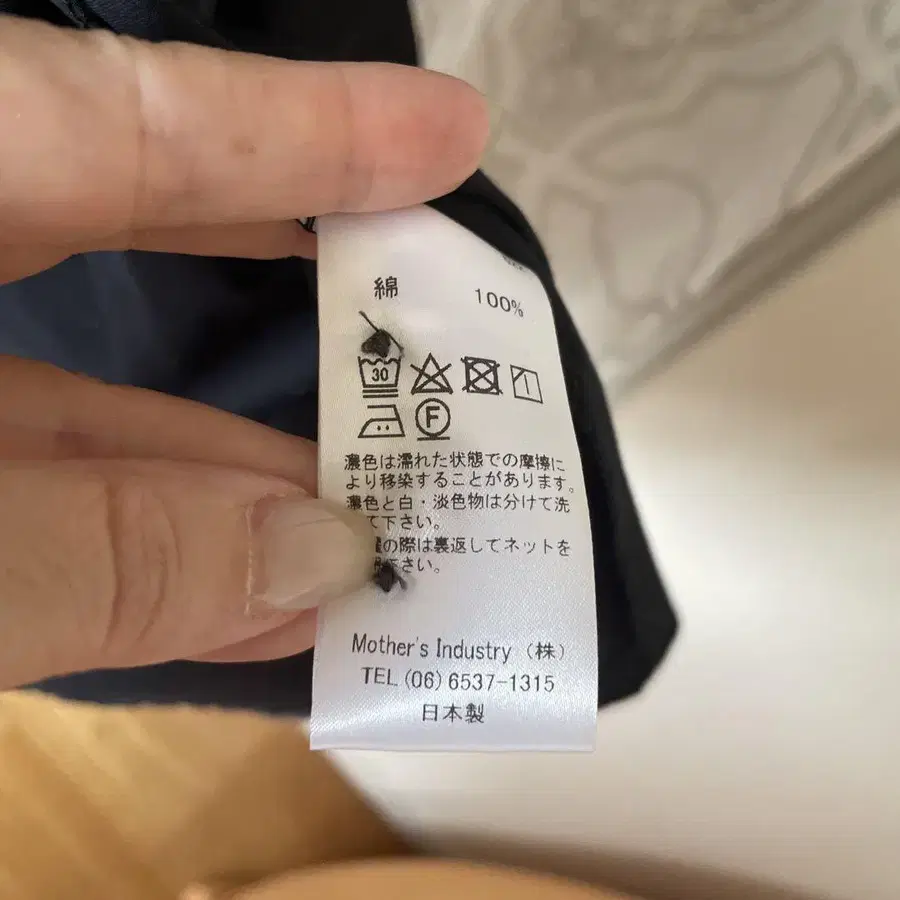 綿 100%
30
F
濃色は濡れた状態での摩擦に
より移染することがあります。
濃色と白・淡色物は分けて洗
て下さい。
の際は裏返してネットを
さい。
Mother's Industry（株）
TEL(06)6537-1315
日本製